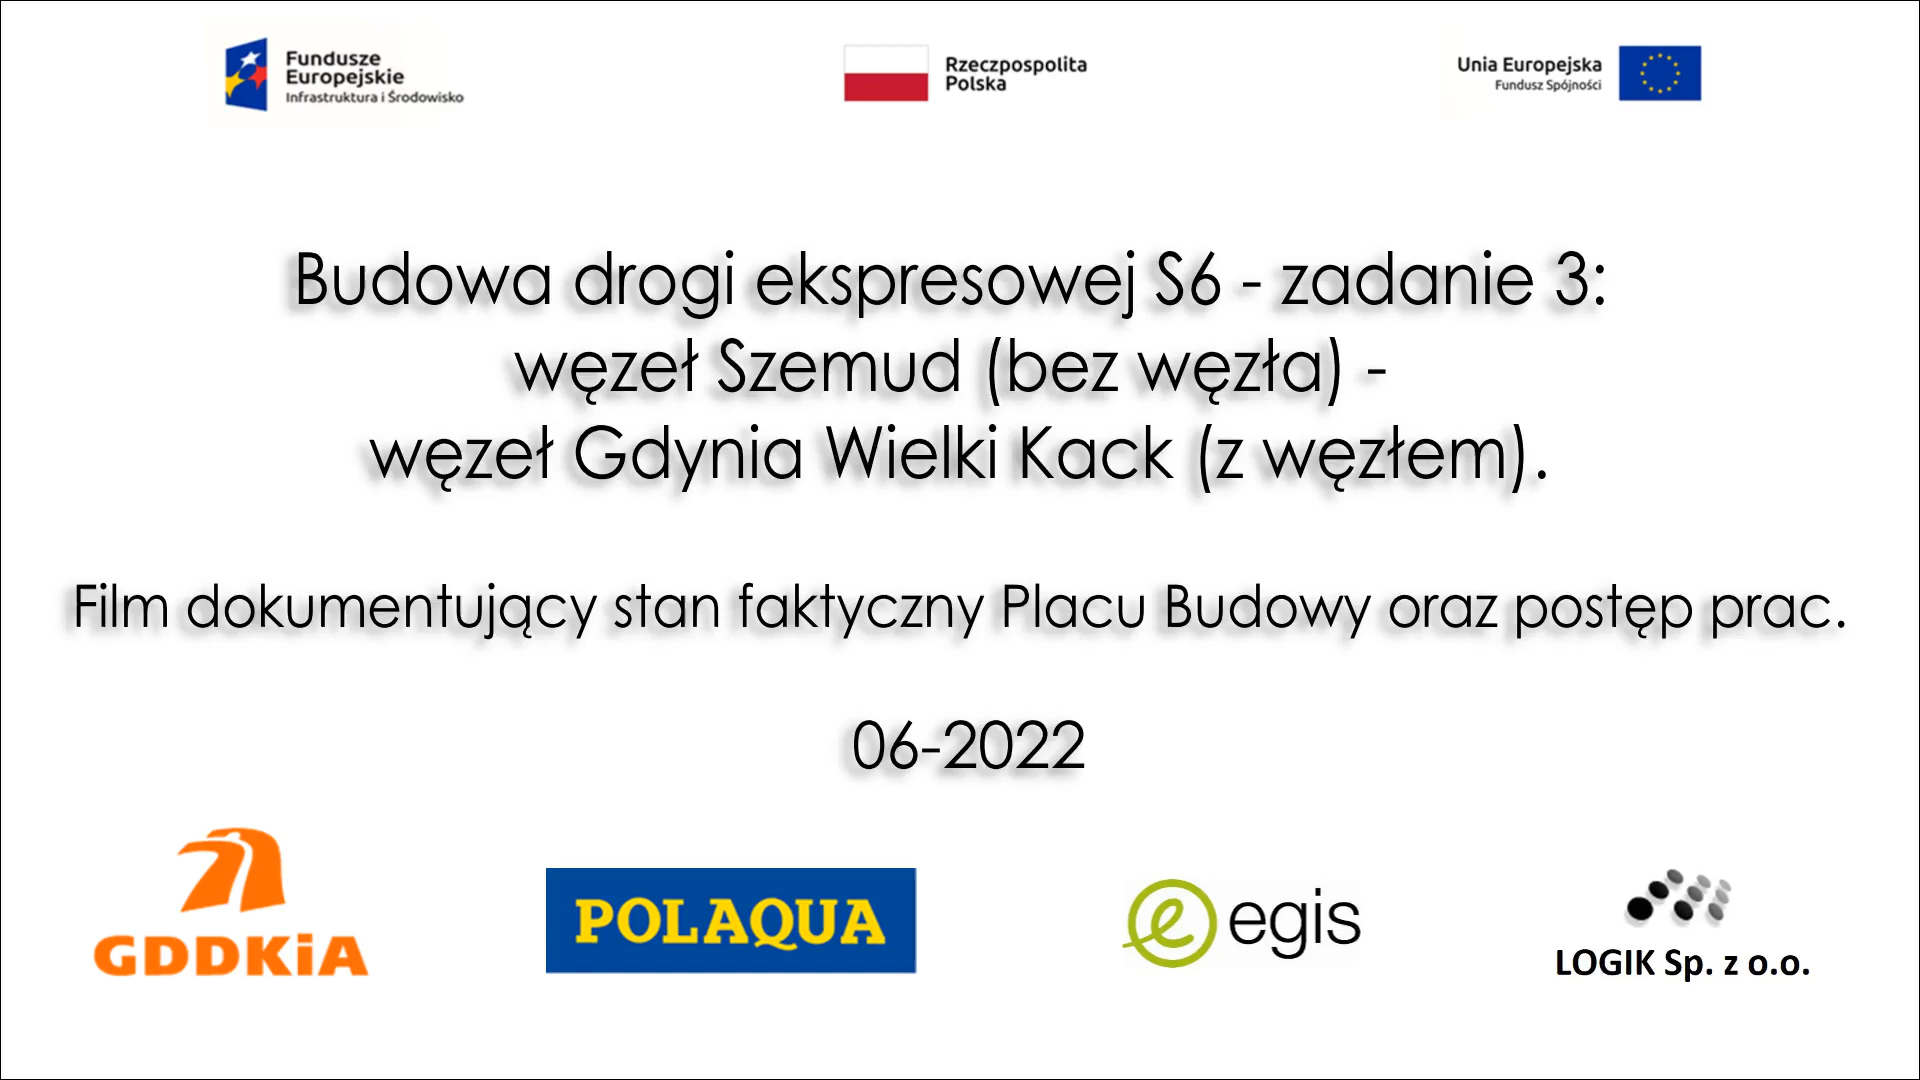 Fundusze
Europejskie
Infrastruktura i Środowisko
Rzeczpospolita
Polska
Unia Europejska
Fundusz Spójności
Budowa drogi ekspresowej S6 - zadanie 3:
węzeł Szemud (bez węzła) -
węzeł Gdynia Wielki Kack (z węzłem).
Film dokumentujący stan faktyczny Placu Budowy oraz postęp prac.
06-2022
GDDKiA
POLAQUA
e egis
LOGIK Sp. z o.o.